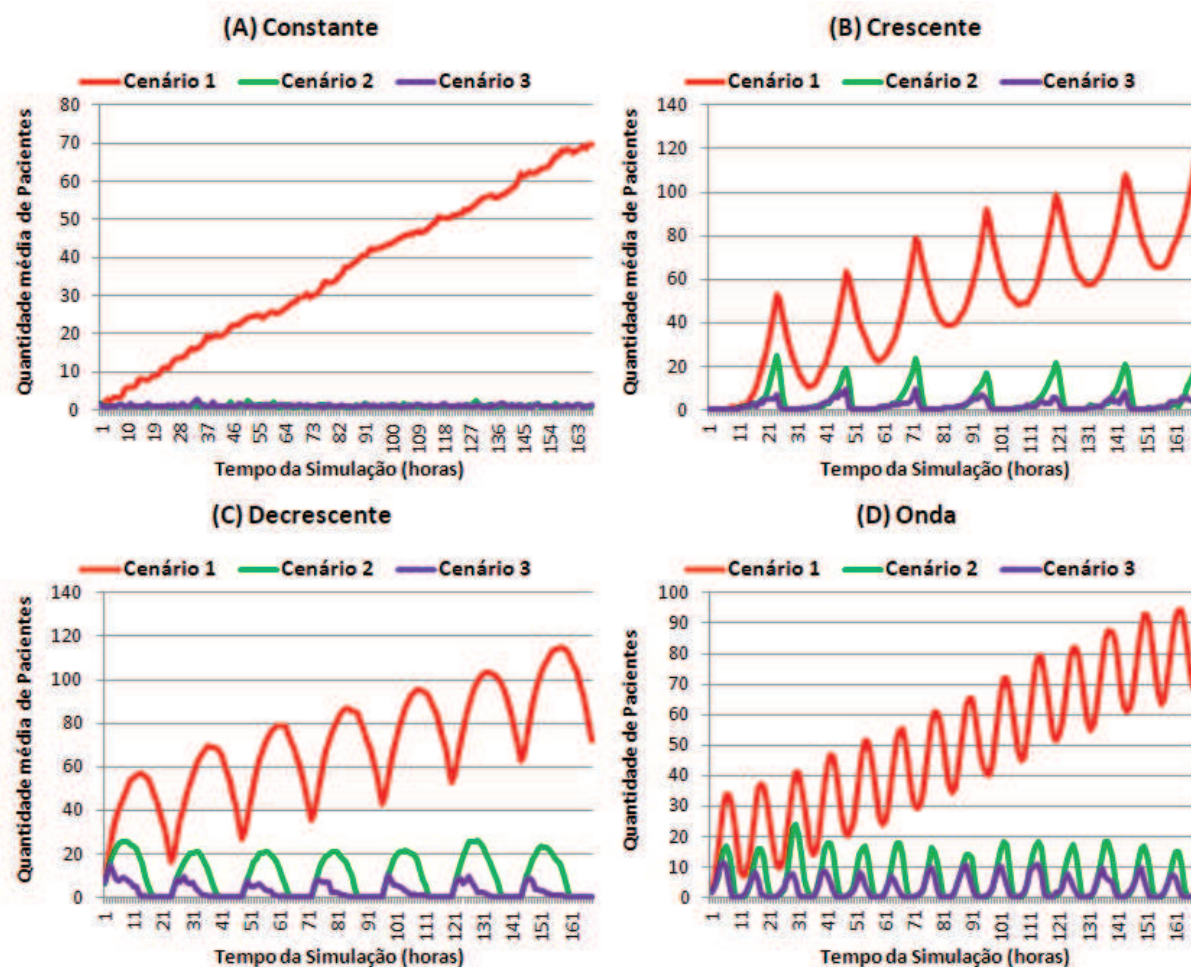 (A) Constante
Cenário 1 Cenário 2 Cenário 3
Quantidade média de Pacientes
80
70
60
50
40
30
20
10
0
1 10 19 28 37 46 55 64 73 82 91 100 109 118 127 136 145 154 163
Tempo da Simulação (horas)
(B) Crescente
Cenário 1 Cenário 2 Cenário 3
Quantidade média de Pacientes
140
120
100
80
60
40
20
0
1 11 21 31 41 51 61 71 81 91 101 111 121 131 141 151 161
Tempo da Simulação (horas)
(C) Decrescente
Cenário 1 Cenário 2 Cenário 3
Quantidade média de Pacientes
140
120
100
80
60
40
20
0
1 11 21 31 41 51 61 71 81 91 101 111 121 131 141 151 161
Tempo da Simulação (horas)
(D) Onda
Cenário 1 Cenário 2 Cenário 3
Quantidade de Pacientes
100
90
80
70
60
50
40
30
20
10
0
1 11 21 31 41 51 61 71 81 91 101 111 121 131 141 151 161
Tempo da Simulação (horas)